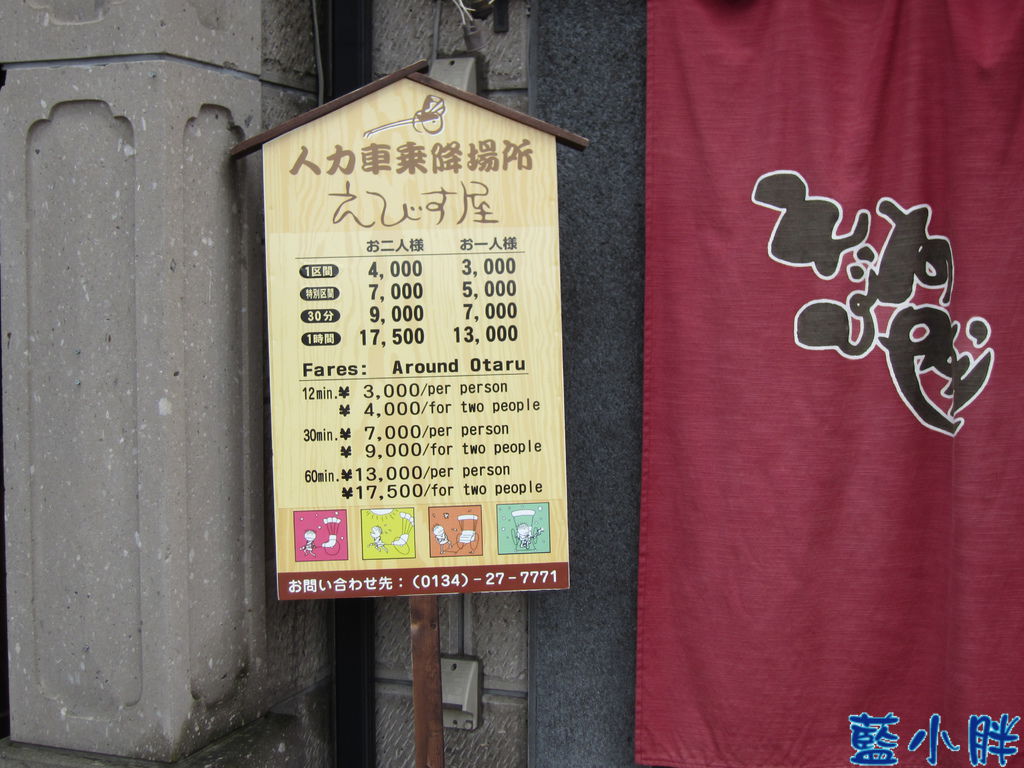 人力車乗降場所
えびす屋
お二人様 お一人様
1区間 4,000 3,000
特別区間 7,000 5,000
30分 9,000 7,000
1時間 17,500 13,000
Fares: Around Otaru
12min.¥ 3,000/per person
¥ 4,000/for two people
30min.¥ 7,000/per person
¥ 9,000/for two people
60min.¥13,000/per person
¥17,500/for two people
お問い合わせ先：(0134)-27-7771
藍小胖